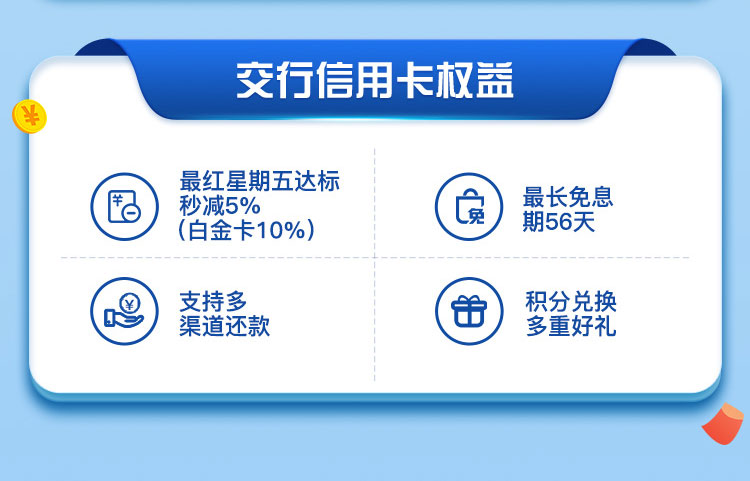 交行信用卡权益
¥
最红星期五达标
秒减5%
（白金卡10%）
¥
免
最长免息
期56天
¥
支持多
渠道还款
积分兑换
多重好礼